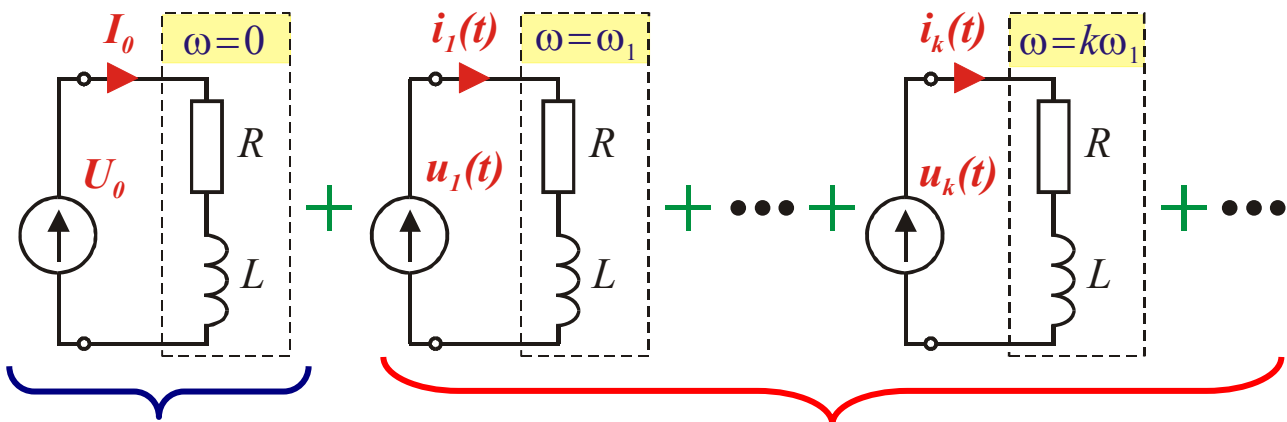 I₀
ω=0
R
U₀
L
+
i₁(t)
ω=ω₁
R
u₁(t)
L
+ ••• +
iₖ(t)
ω=kω₁
R
uₖ(t)
L
+ •••